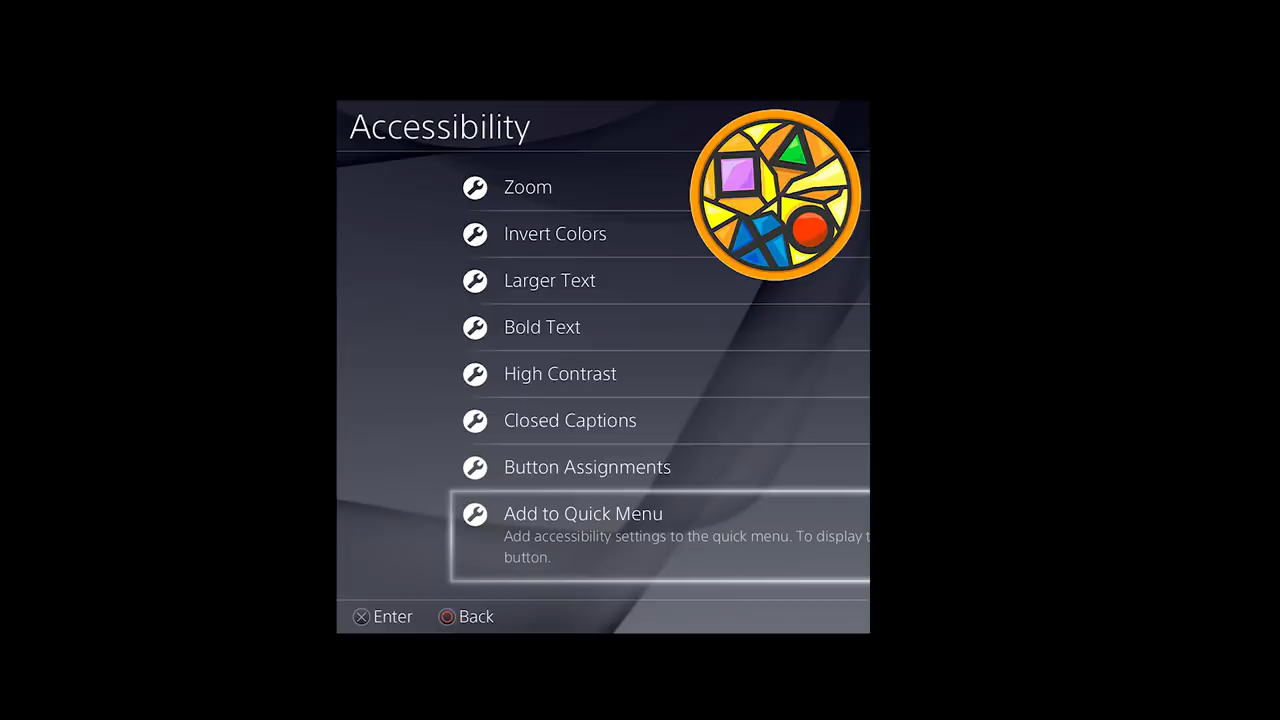 Accessibility
Zoom
Invert Colors
Larger Text
Bold Text
High Contrast
Closed Captions
Button Assignments
Add to Quick Menu
Add accessibility settings to the quick menu. To display
button.
Enter
Back